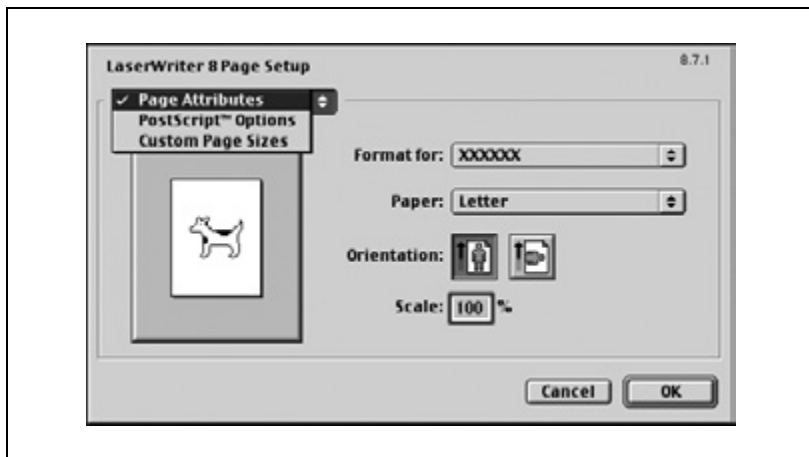 LaserWriter 8 Page Setup
8.7.1
✓ Page Attributes
PostScript™ Options
Custom Page Sizes
Format for: XXXXXX
Paper: Letter
Orientation:
Scale: 100 %
Cancel
OK